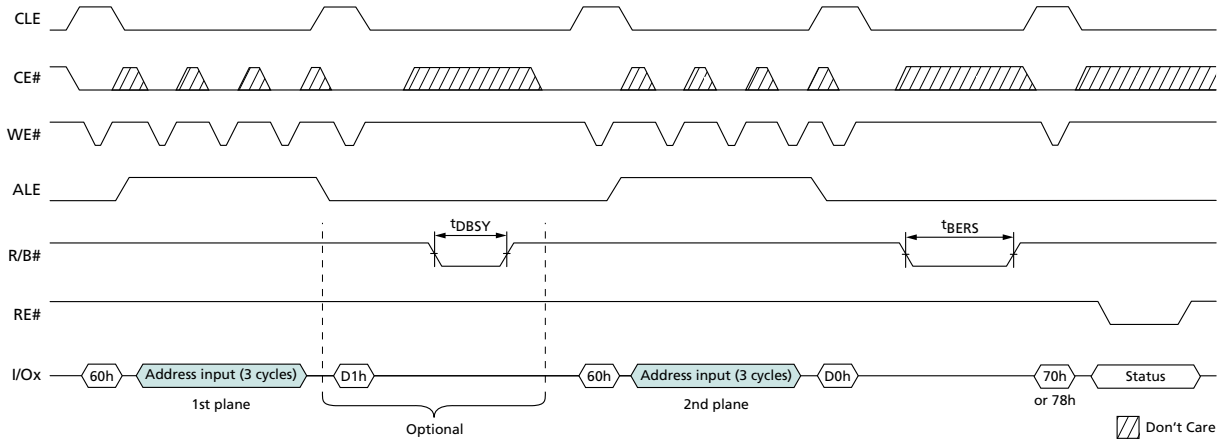 CLE
CE#
WE#
ALE
tDBSY
tBERS
R/B#
RE#
I/Ox
60h
Address input (3 cycles)
D1h
60h
Address input (3 cycles)
D0h
70h
Status
1st plane
2nd plane
or 78h
Optional
Don't Care